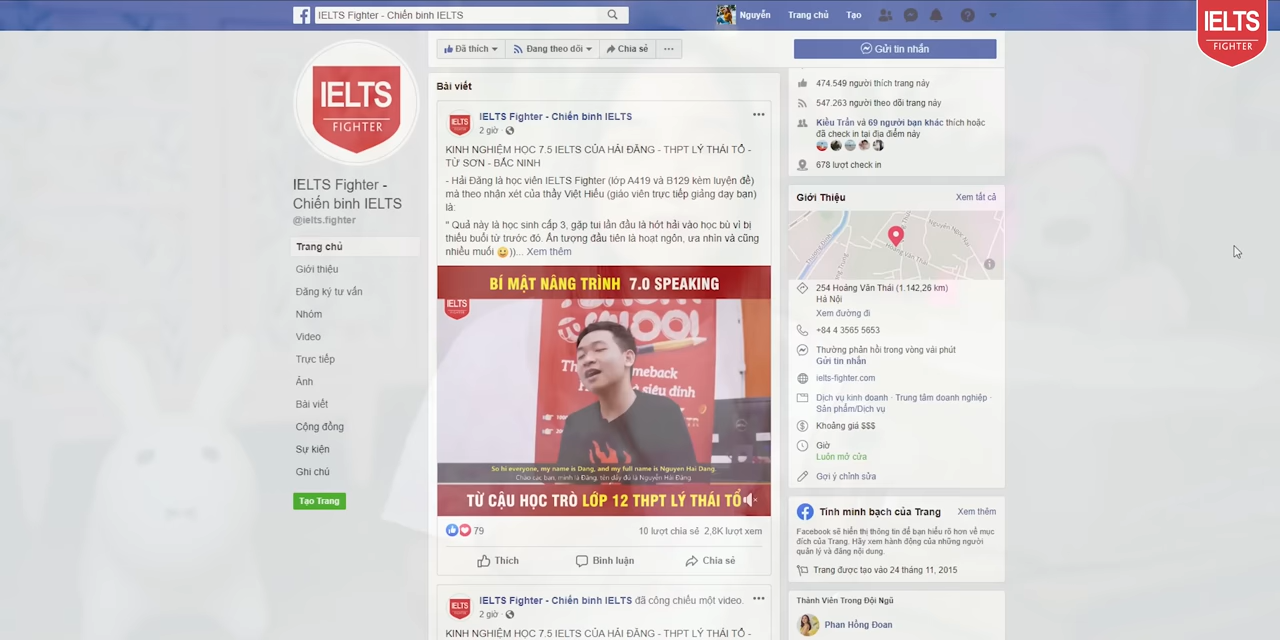 IELTS Fighter - Chiến binh IELTS
Nguyễn
Trang chủ
Tạo
IELTS
FIGHTER
IELTS
FIGHTER
IELTS Fighter -
Chiến binh IELTS
@ielts.fighter
Trang chủ
Giới thiệu
Đăng ký tư vấn
Nhóm
Video
Trực tiếp
Ảnh
Bài viết
Cộng đồng
Sự kiện
Ghi chú
Tạo Trang
Đã thích
Đang theo dõi
Chia sẻ
Bài viết
IELTS Fighter - Chiến binh IELTS
2 giờ ·
KINH NGHIỆM HỌC 7.5 IELTS CỦA HẢI ĐĂNG - THPT LÝ THÁI TỔ -
TỪ SƠN - BẮC NINH
- Hải Đăng là học viên IELTS Fighter (lớp A419 và B129 kèm luyện đề)
mà theo nhận xét của thầy Việt Hiếu (giáo viên trực tiếp giảng dạy bạn)
là:
" Quả này là học sinh cấp 3, gặp tui lần đầu là hớt hải vào học bù vì bị
thiếu buổi từ trước đó. Ấn tượng đầu tiên là hoạt ngôn, ưa nhìn và cũng
nhiều muối 😄))... Xem thêm
BÍ MẬT NÂNG TRÌNH 7.0 SPEAKING
IELTS
So hi everyone, my name is Dang, and my full name is Nguyen Hai Dang.
Chào các bạn, mình là Đăng, tên đầy đủ là Nguyễn Hải Đăng.
TỪ CẬU HỌC TRÒ LỚP 12 THPT LÝ THÁI TỔ
79
10 lượt chia sẻ 2,8K lượt xem
Thích
Bình luận
Chia sẻ
IELTS Fighter - Chiến binh IELTS đã công chiếu một video.
2 giờ ·
KINH NGHIỆM HỌC 7.5 IELTS CỦA HẢI ĐĂNG - THPT LÝ THÁI TỔ -
Gửi tin nhắn
474.549 người thích trang này
547.263 người theo dõi trang này
Kiều Trần và 69 người bạn khác thích hoặc
đã check in tại địa điểm này
678 lượt check in
Giới Thiệu
Xem tất cả
254 Hoàng Văn Thái (1.142,26 km)
Hà Nội
Xem đường đi
+84 4 3565 5653
Thường phản hồi trong vòng vài phút
Gửi tin nhắn
ielts-fighter.com
Dịch vụ kinh doanh · Trung tâm doanh nghiệp ·
Sản phẩm/Dịch vụ
Khoảng giá $$$
Giờ
Luôn mở cửa
Gợi ý chỉnh sửa
Tính minh bạch của Trang
Xem thêm
Facebook sẽ hiển thị thông tin để bạn hiểu rõ hơn về mục
đích của Trang. Hãy xem hành động của những người
quản lý và đăng nội dung.
Trang được tạo vào 24 tháng 11, 2015
Thành Viên Trong Đội Ngũ
Phan Hồng Đoan